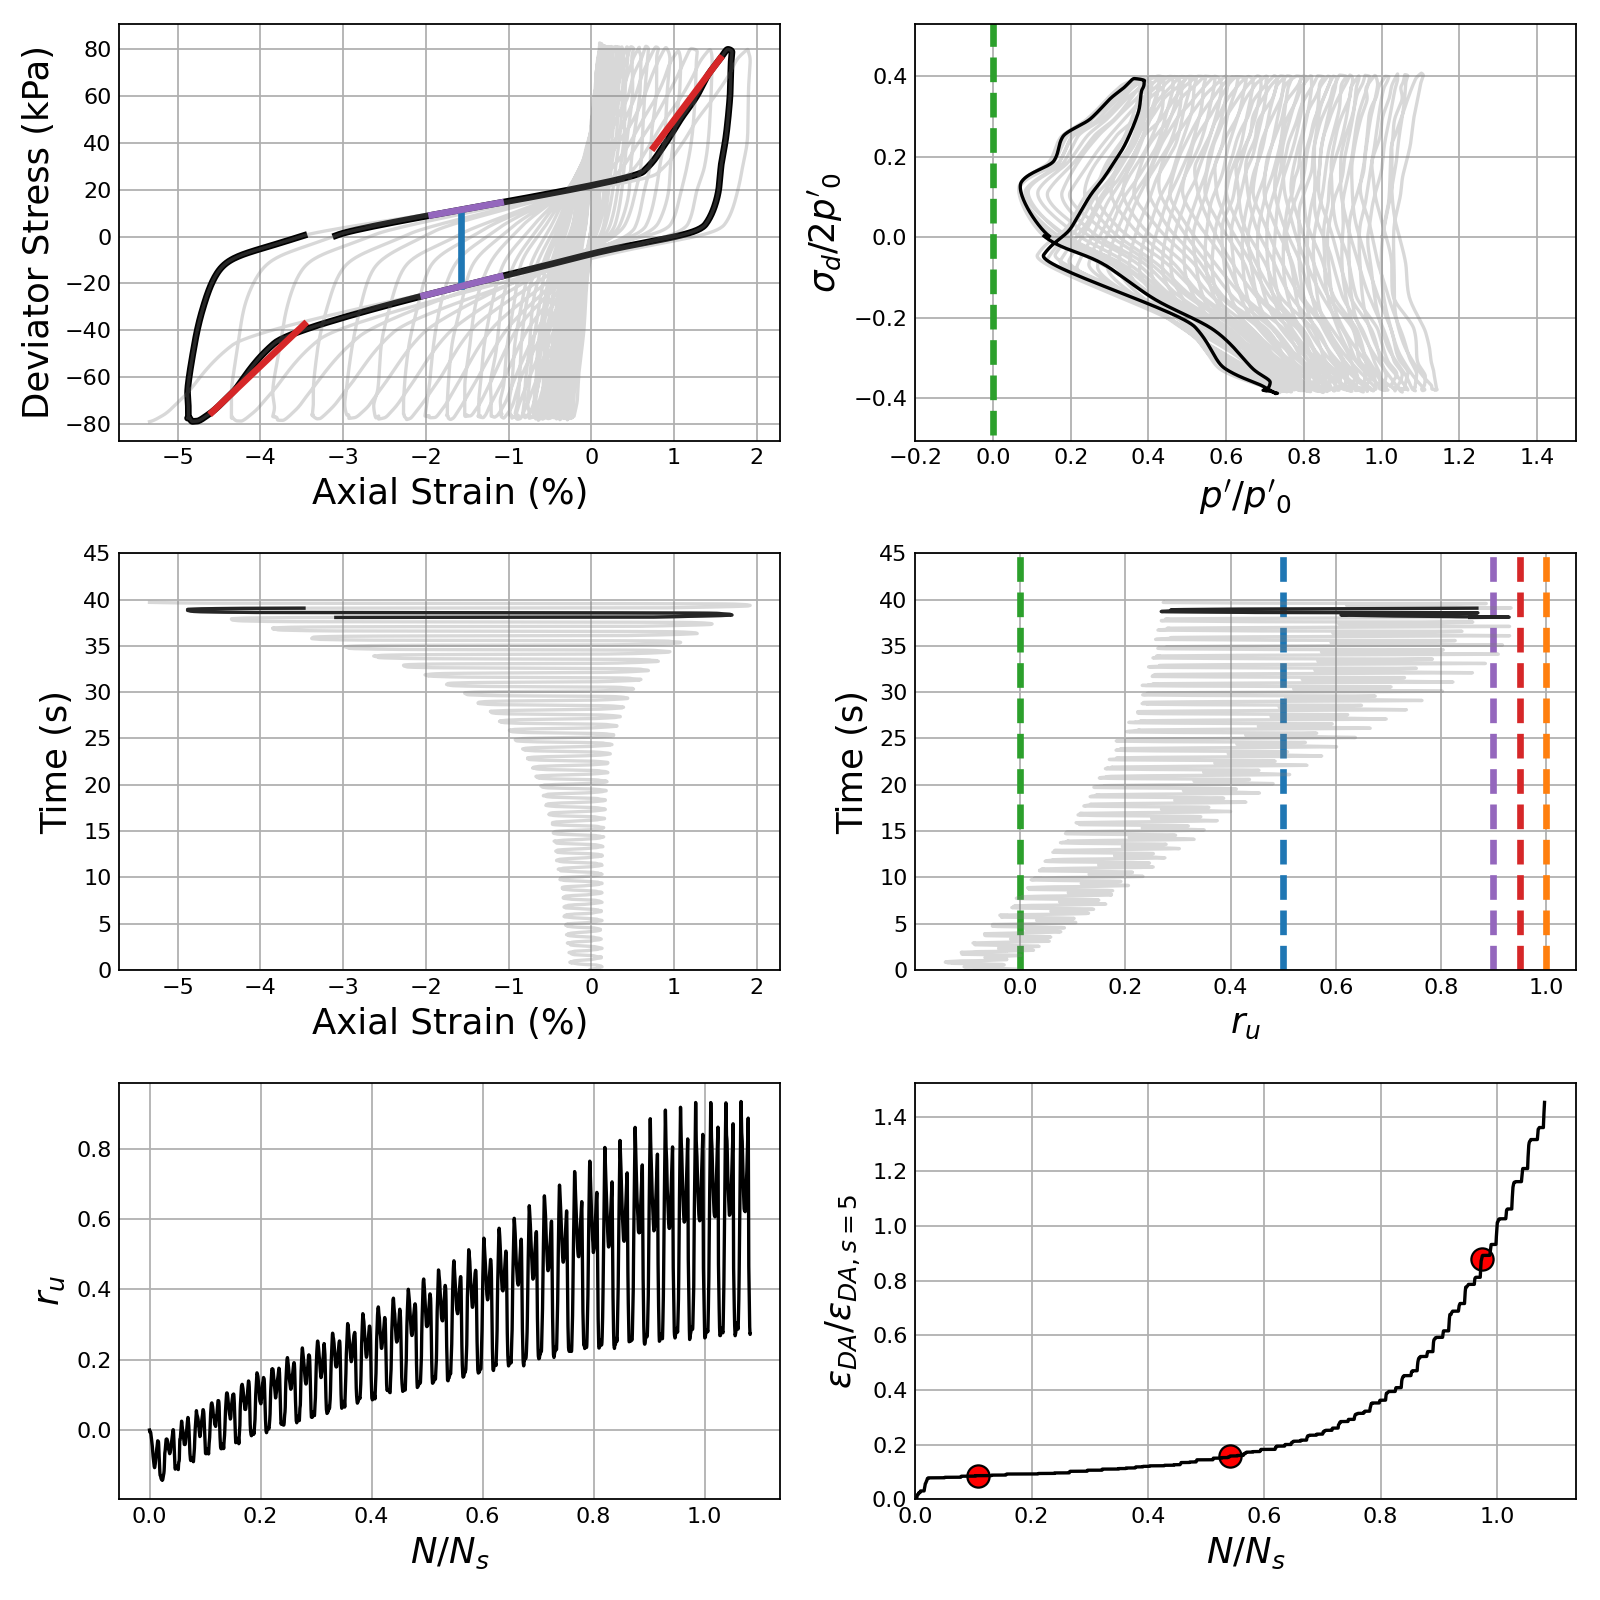 80
60
40
20
0
−20
−40
−60
−80
Deviator Stress (kPa)
−5 −4 −3 −2 −1 0 1 2
Axial Strain (%)
0.4
0.2
0.0
−0.2
−0.4
σd/2p′0
−0.2 0.0 0.2 0.4 0.6 0.8 1.0 1.2 1.4
p′/p′0
45
40
35
30
25
20
15
10
5
0
Time (s)
−5 −4 −3 −2 −1 0 1 2
Axial Strain (%)
45
40
35
30
25
20
15
10
5
0
Time (s)
0.0 0.2 0.4 0.6 0.8 1.0
ru
0.8
0.6
0.4
0.2
0.0
ru
0.0 0.2 0.4 0.6 0.8 1.0
N/Ns
1.4
1.2
1.0
0.8
0.6
0.4
0.2
0.0
εDA/εDA, s = 5
0.0 0.2 0.4 0.6 0.8 1.0
N/Ns